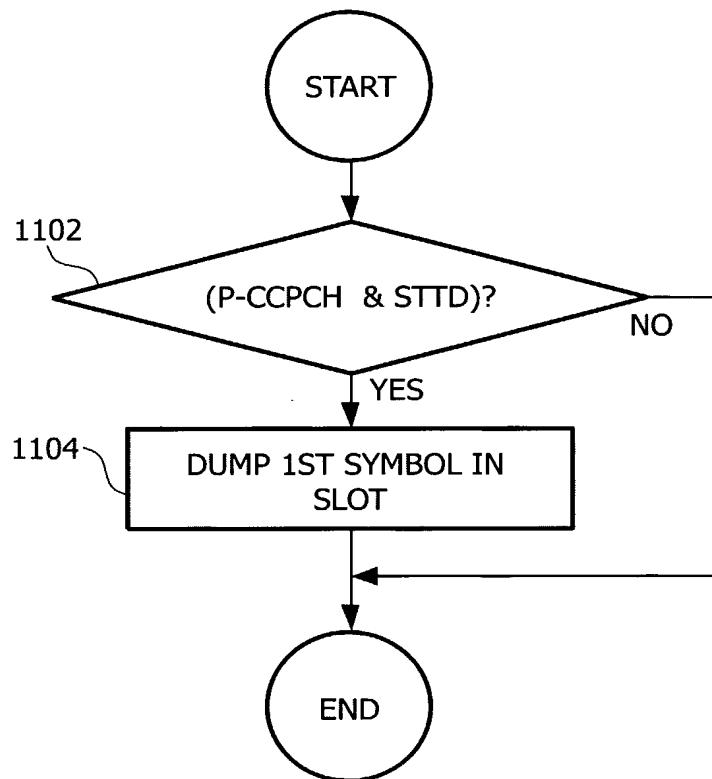 START
1102
(P-CCPCH & STTD)?
NO
YES
1104
DUMP 1ST SYMBOL IN
SLOT
END